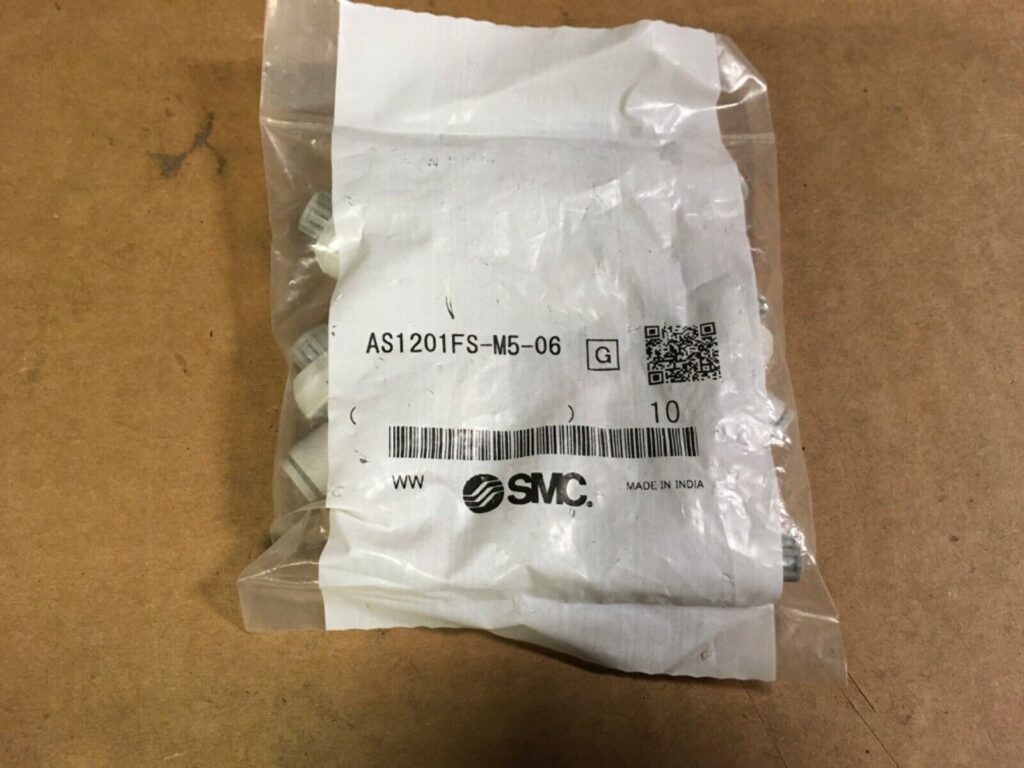 AS1201FS-M5-06 G
( ) 10
WW SMC. MADE IN INDIA